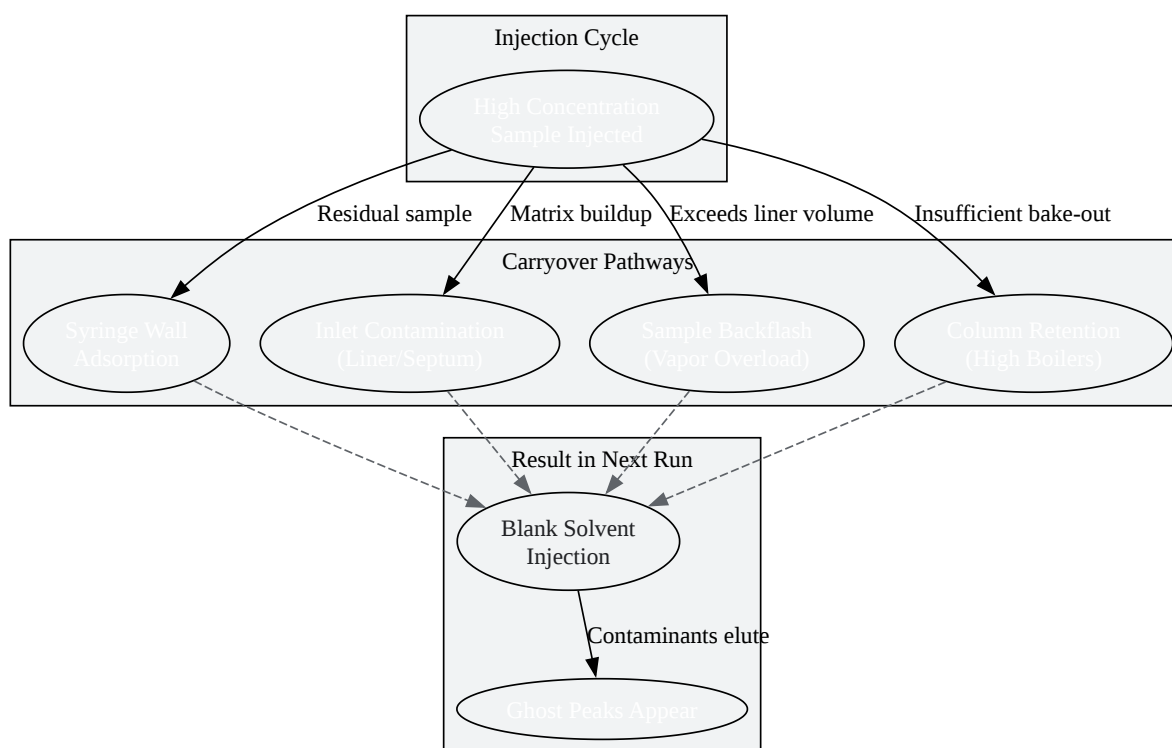 Injection Cycle
High Concentration
Sample Injected
Residual sample
Matrix buildup
Exceeds liner volume
Insufficient bake-out
Carryover Pathways
Syringe Wall
Adsorption
Inlet Contamination
(Liner/Septum)
Sample Backflash
(Vapor Overload)
Column Retention
(High Boilers)
Result in Next Run
Blank Solvent
Injection
Contaminants elute
Ghost Peaks Appear